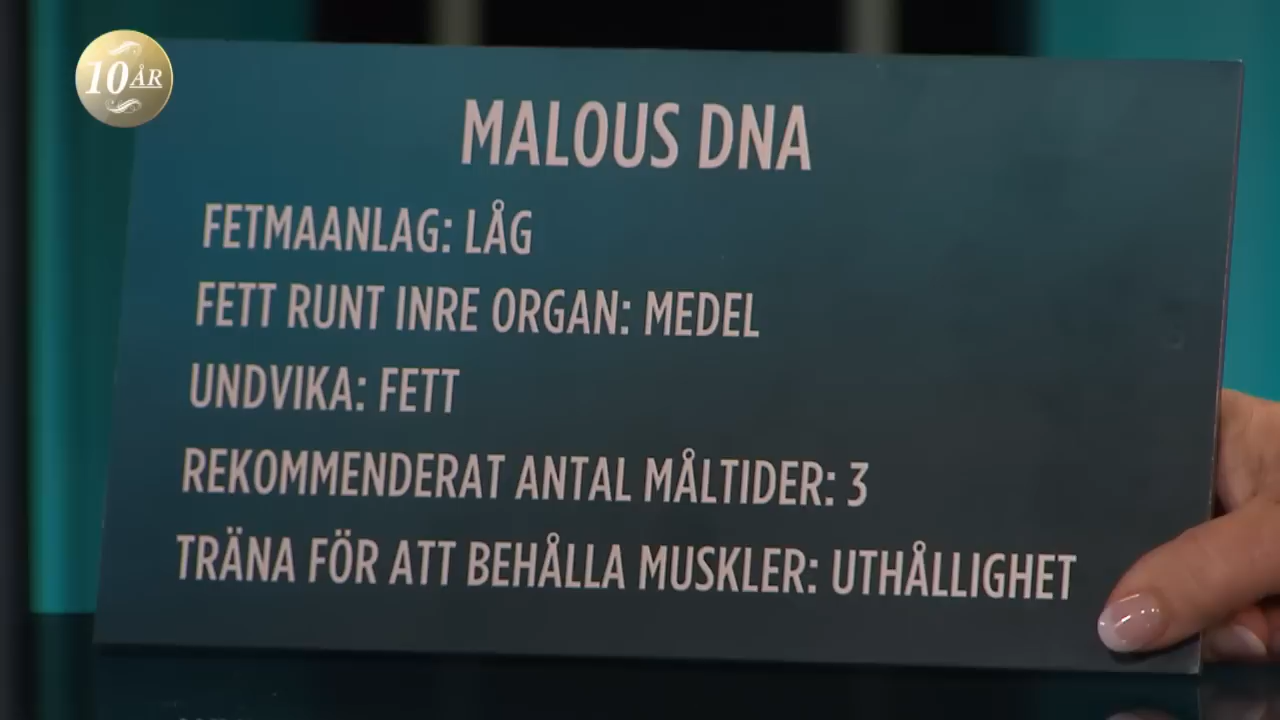 10 ÅR
MALOUS DNA
FETMAANLAG: LÅG
FETT RUNT INRE ORGAN: MEDEL
UNDVIKA: FETT
REKOMMENDERAT ANTAL MÅLTIDER: 3
TRÄNA FÖR ATT BEHÅLLA MUSKLER: UTHÅLLIGHET